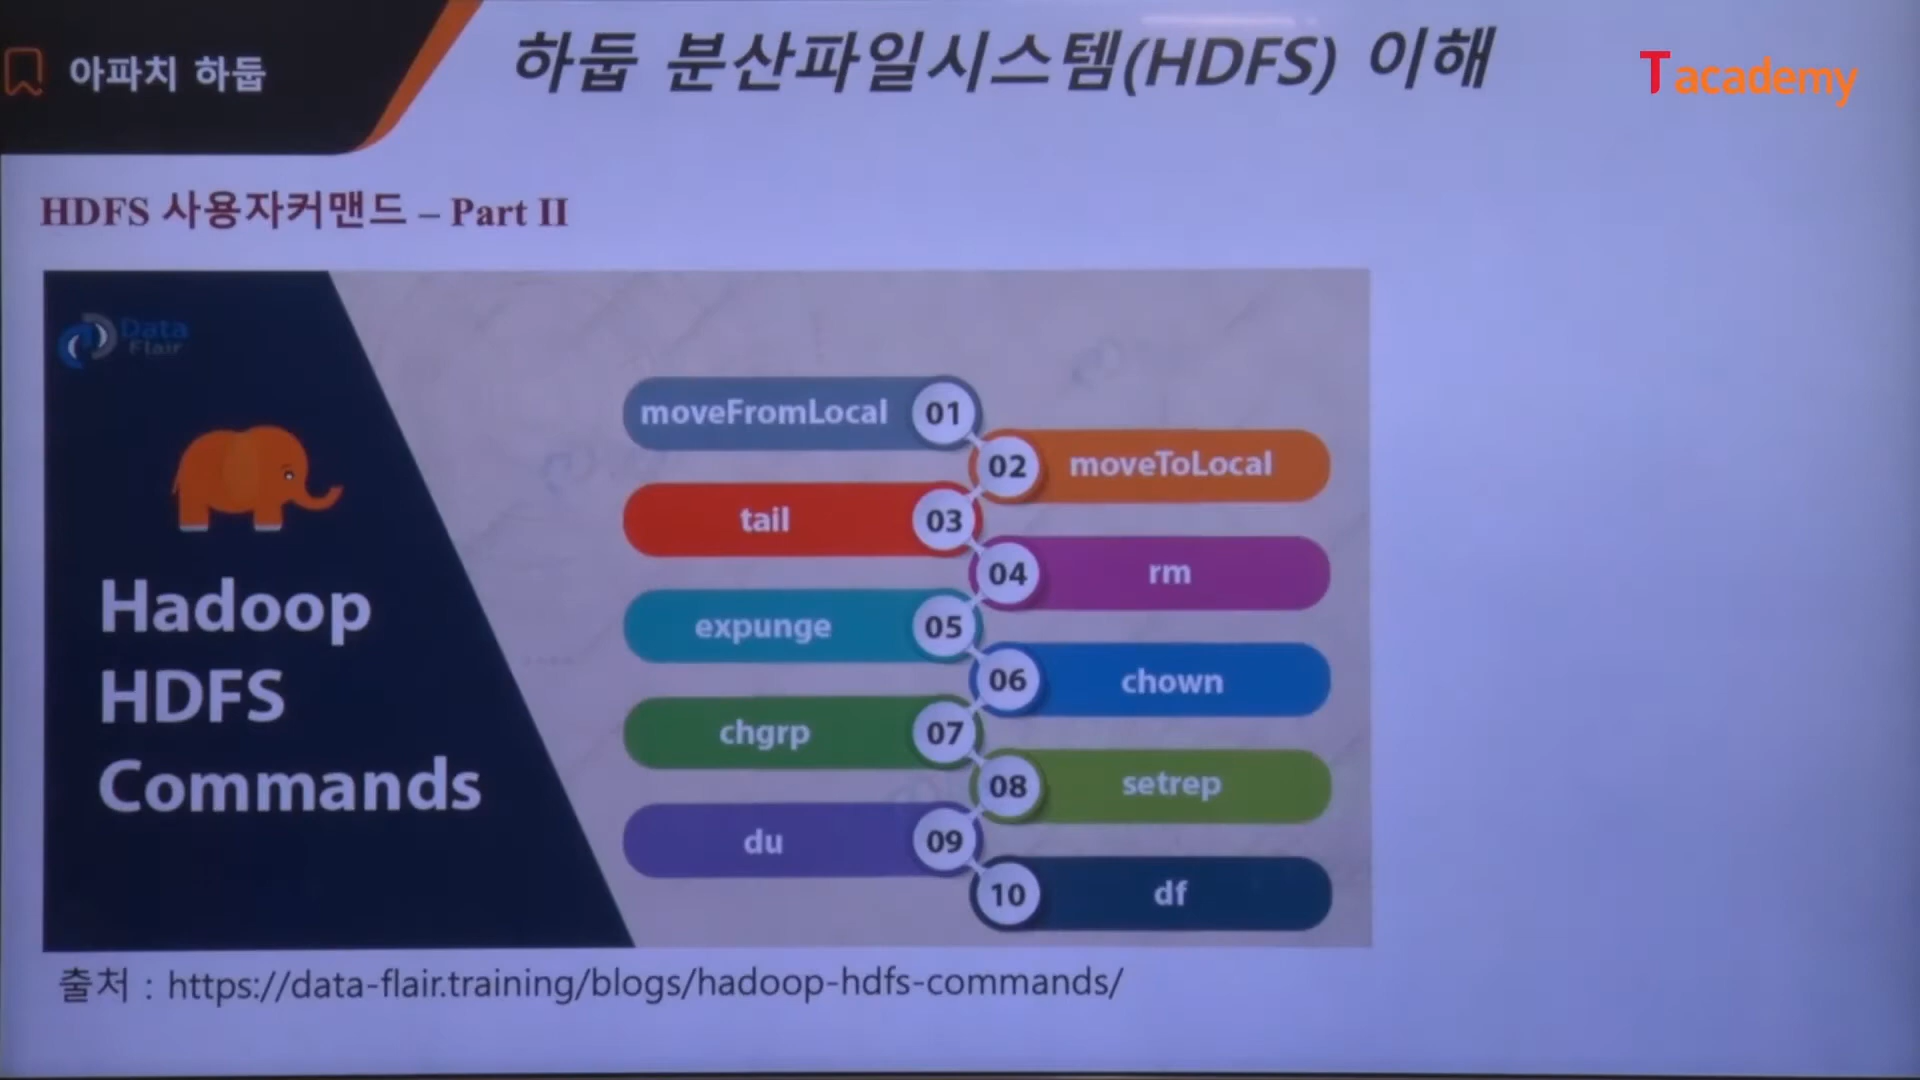 아파치 하둡
하둡 분산파일시스템(HDFS) 이해
Tacademy
HDFS 사용자커맨드 – Part II
Data
Flair
Hadoop
HDFS
Commands
moveFromLocal 01
02 moveToLocal
tail 03
04 rm
expunge 05
06 chown
chgrp 07
08 setrep
du 09
10 df
출처 : https://data-flair.training/blogs/hadoop-hdfs-commands/